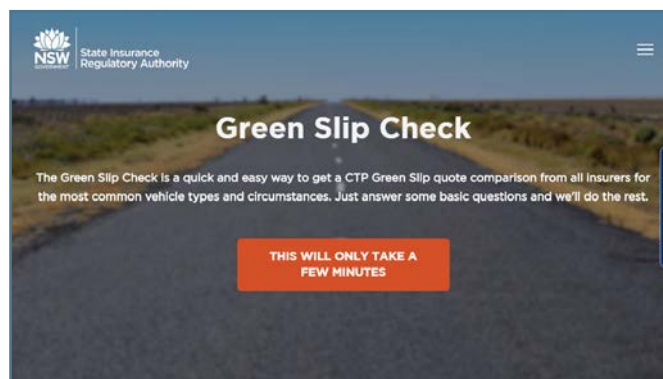 NSW
GOVERNMENT
State Insurance
Regulatory Authority
Green Slip Check
The Green Slip Check is a quick and easy way to get a CTP Green Slip quote comparison from all insurers for
the most common vehicle types and circumstances. Just answer some basic questions and we'll do the rest.
THIS WILL ONLY TAKE A
FEW MINUTES